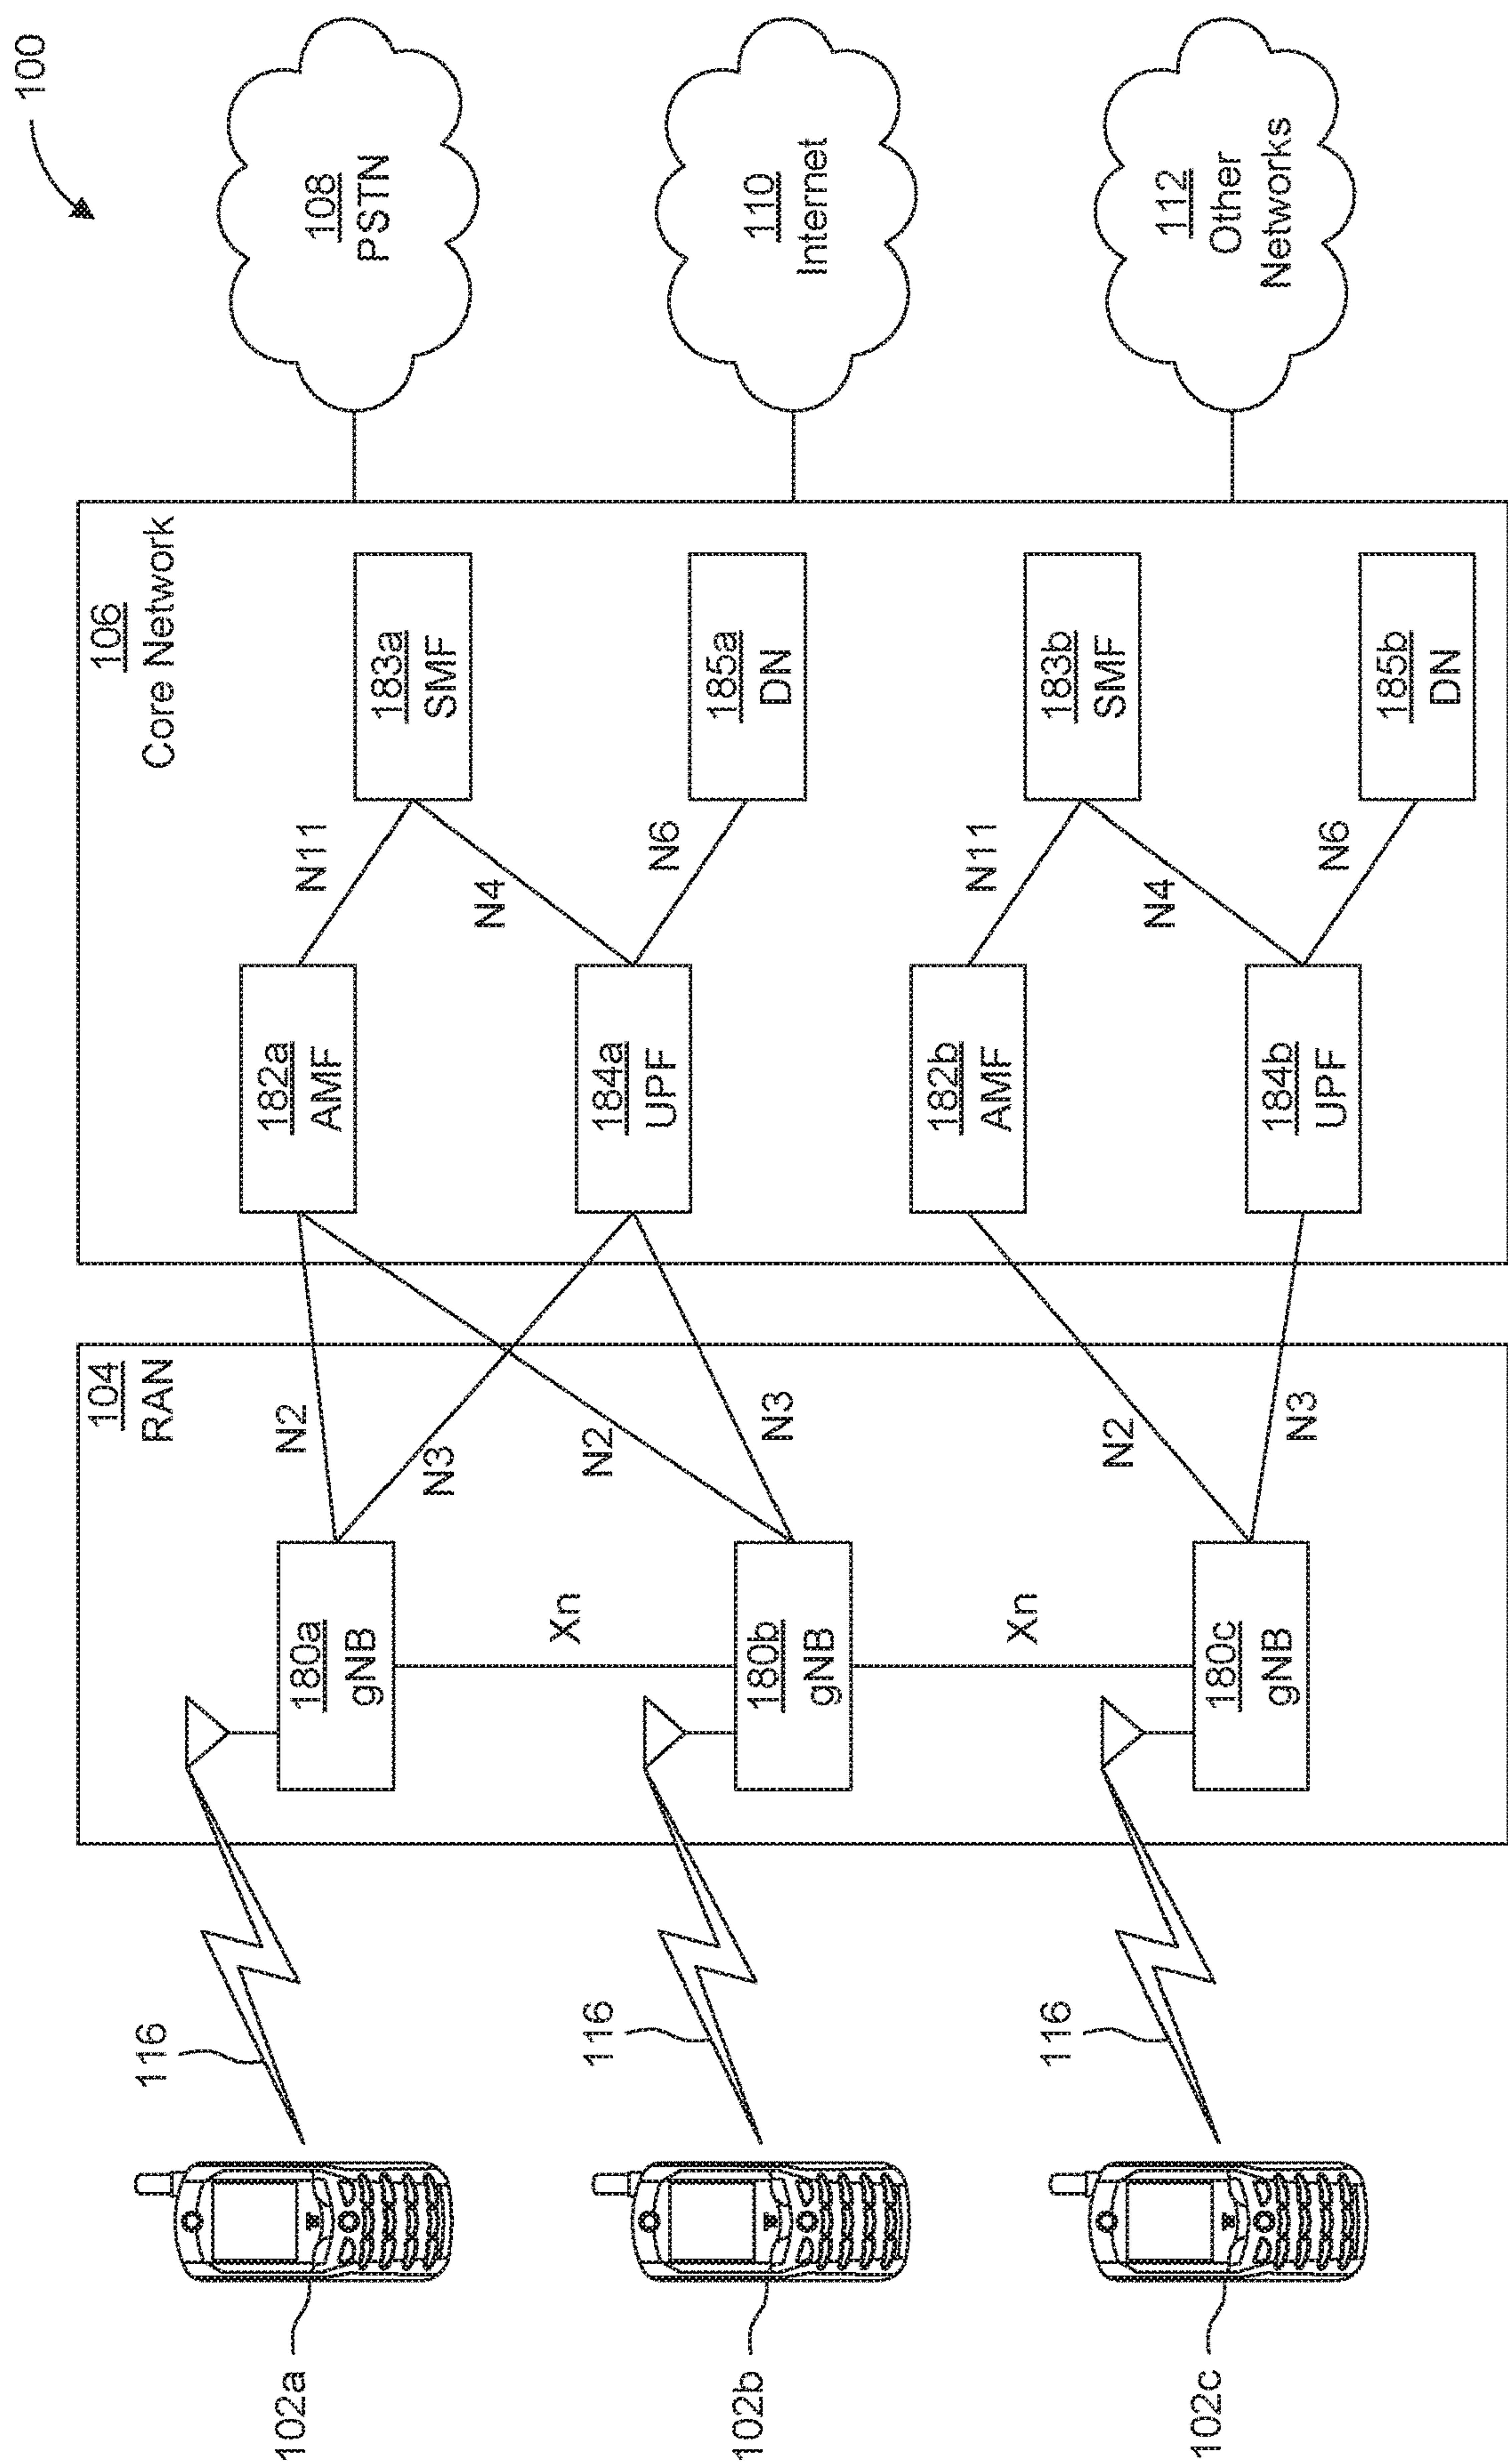 100
108
PSTN
110
Internet
112
Other
Networks
106
Core Network
183a
SMF
185a
DN
183b
SMF
185b
DN
N11
N4
N6
N11
N4
N6
182a
AMF
184a
UPF
182b
AMF
184b
UPF
104
RAN
N2
N3
N2
N3
N2
N3
180a
gNB
Xn
180b
gNB
Xn
180c
gNB
116
116
116
102a
102b
102c